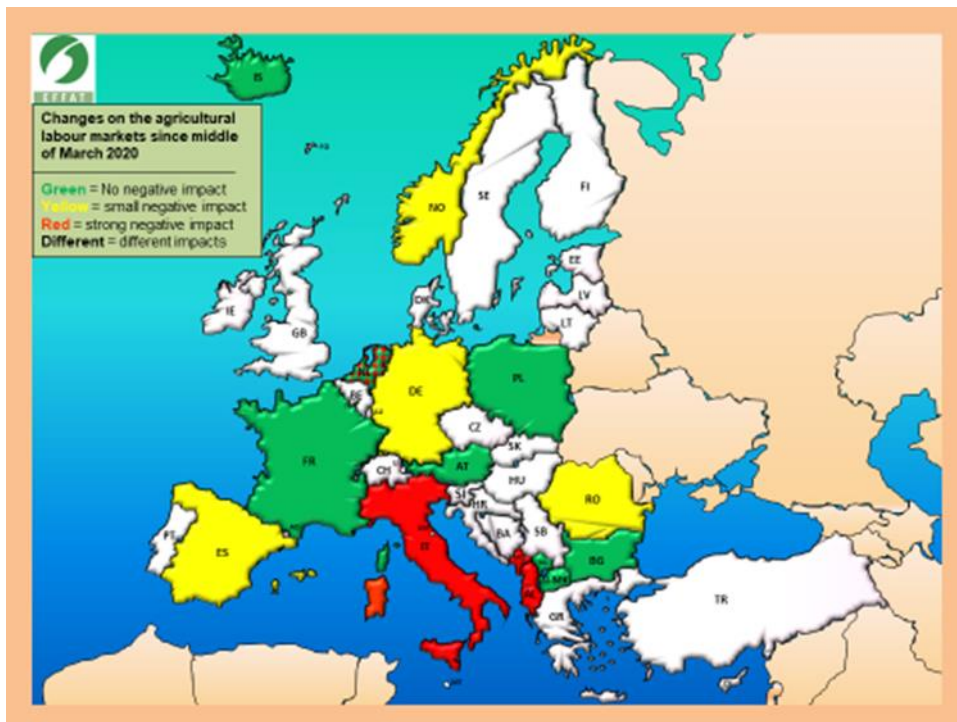 IS
EFFAT
Changes on the agricultural
labour markets since middle
of March 2020
Green = No negative impact
Yellow = small negative impact
Red = strong negative impact
Different = different impacts
NO
SE
FI
EE
LV
LT
DK
IE
GB
BE
DE
PL
CZ
SK
FR
CH
AT
HU
SI
HR
RO
BA
SB
PT
ES
IT
BG
MK
GR
TR